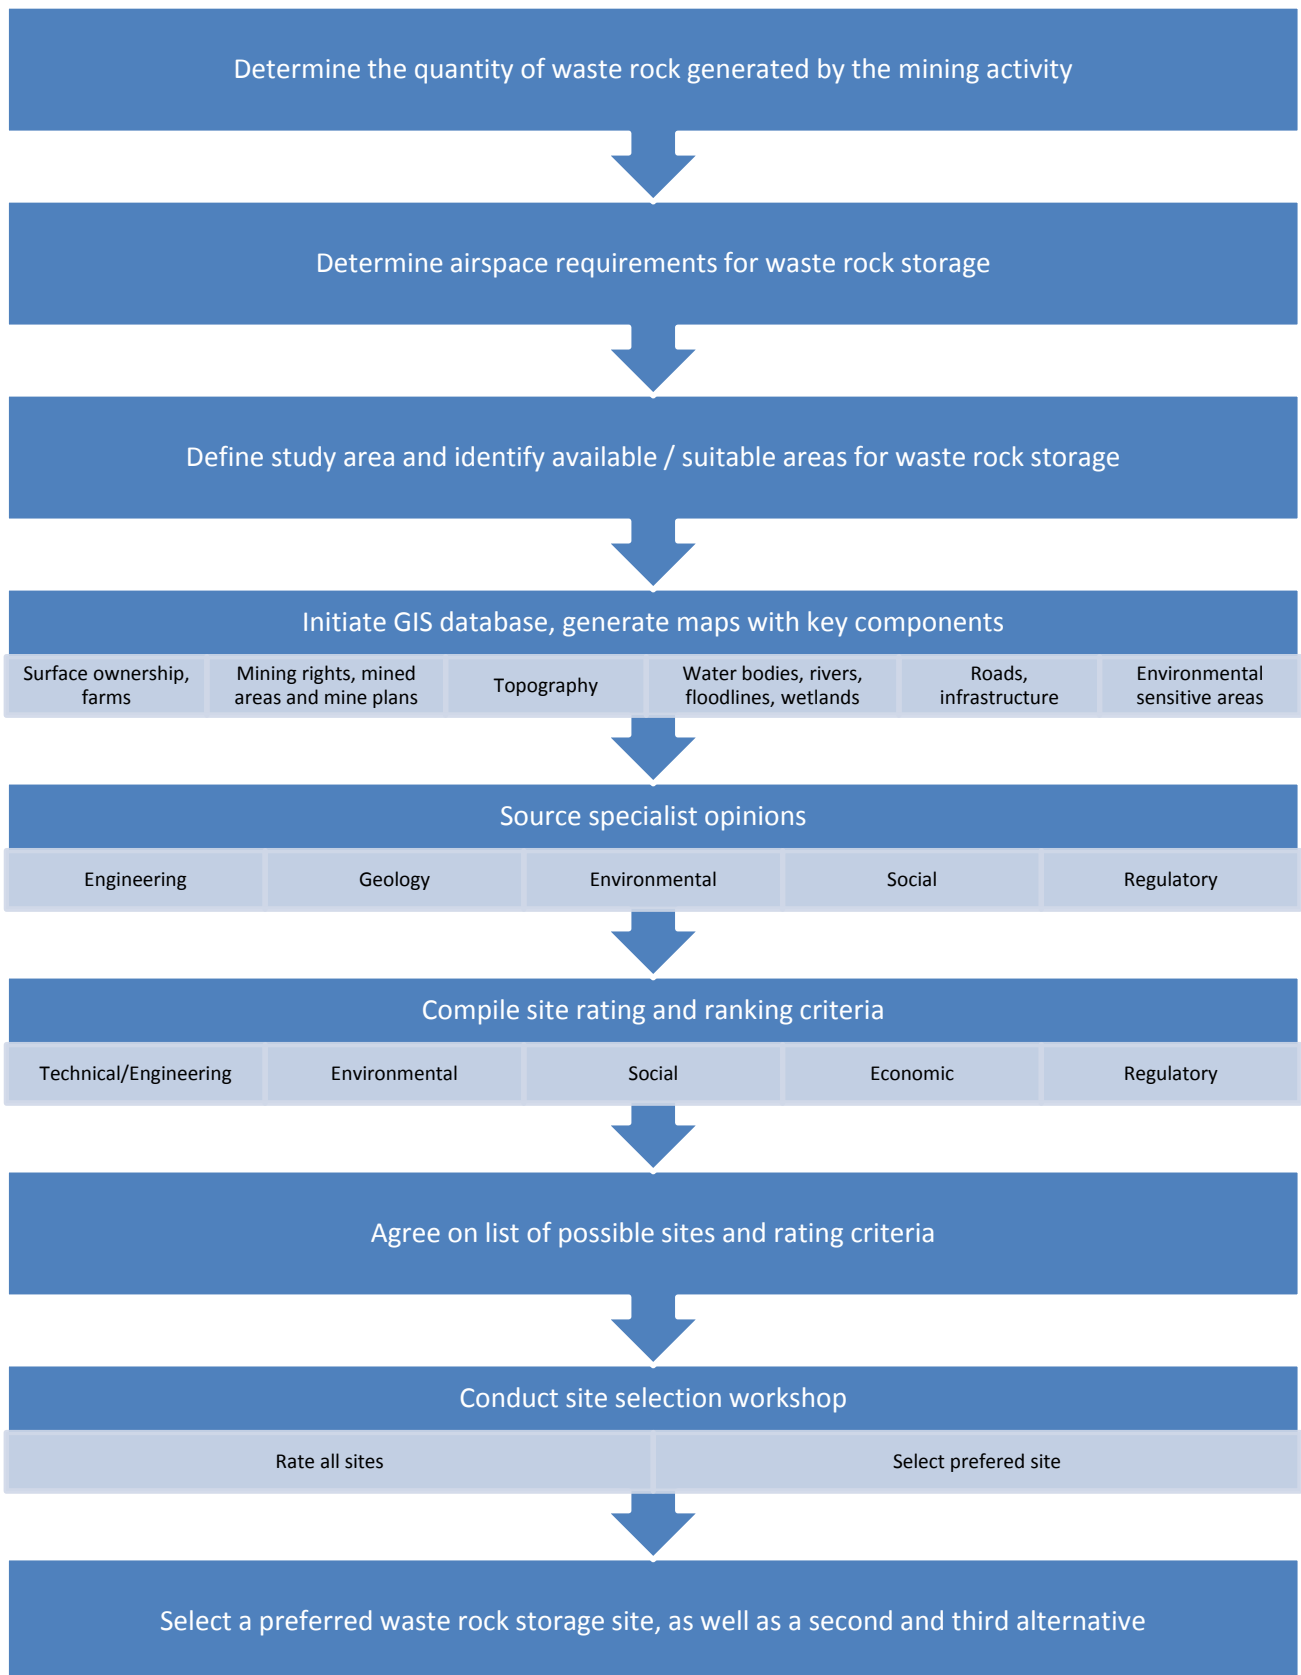 Determine the quantity of waste rock generated by the mining activity
Determine airspace requirements for waste rock storage
Define study area and identify available / suitable areas for waste rock storage
Initiate GIS database, generate maps with key components
Surface ownership,
farms
Mining rights, mined
areas and mine plans
Topography
Water bodies, rivers,
floodlines, wetlands
Roads,
infrastructure
Environmental
sensitive areas
Source specialist opinions
Engineering
Geology
Environmental
Social
Regulatory
Compile site rating and ranking criteria
Technical/Engineering
Environmental
Social
Economic
Regulatory
Agree on list of possible sites and rating criteria
Conduct site selection workshop
Rate all sites
Select prefered site
Select a preferred waste rock storage site, as well as a second and third alternative